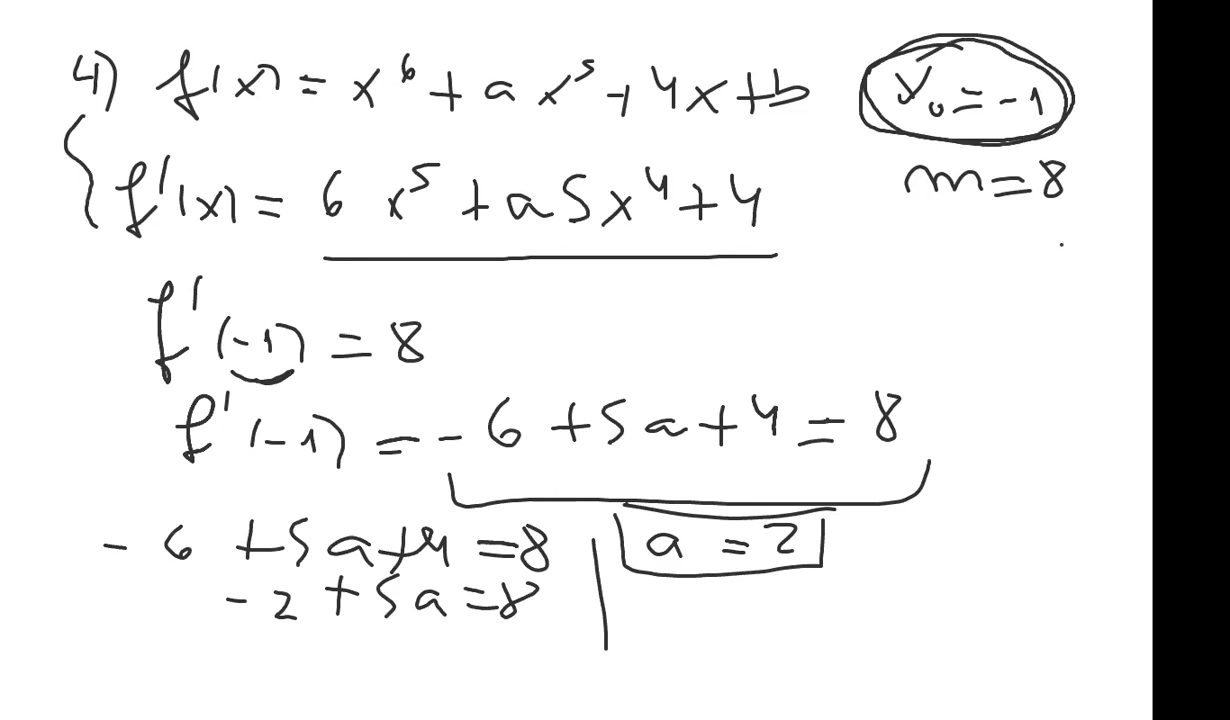 4) f(x) = x⁶ + ax⁵ + 4x + b
x₀ = -1
f'(x) = 6x⁵ + a5x⁴ + 4
m = 8
f'(-1) = 8
f'(-1) = -6 + 5a + 4 = 8
-6 + 5a + 4 = 8
a = 2
-2 + 5a = 8